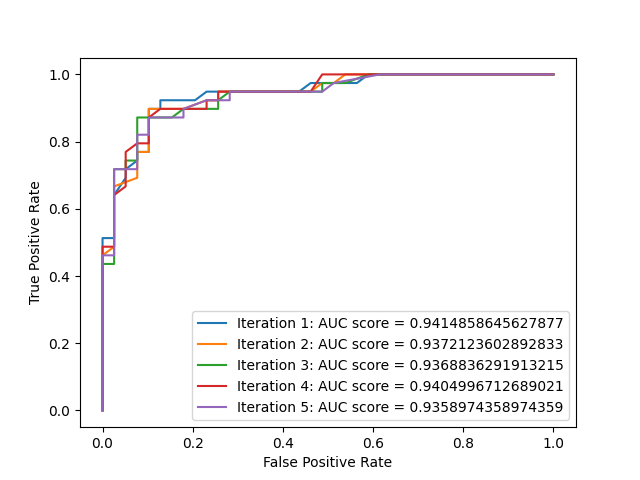 1.0
0.8
0.6
0.4
0.2
0.0
True Positive Rate
Iteration 1: AUC score = 0.9414858645627877
Iteration 2: AUC score = 0.9372123602892833
Iteration 3: AUC score = 0.9368836291913215
Iteration 4: AUC score = 0.9404996712689021
Iteration 5: AUC score = 0.9358974358974359
0.0 0.2 0.4 0.6 0.8 1.0
False Positive Rate